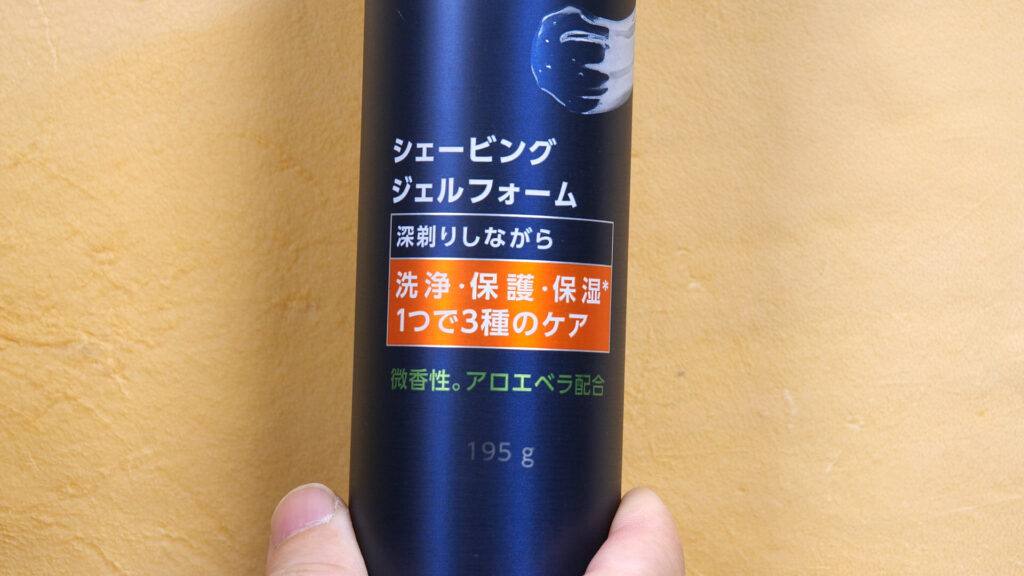 シェービング
ジェルフォーム
深剃りしながら
洗浄・保護・保湿*
1つで3種のケア
微香性。アロエベラ配合
195 g